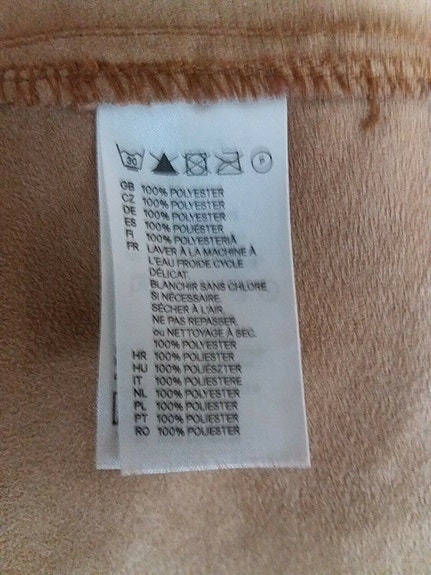 30
P
GB 100% POLYESTER
CZ 100% POLYESTER
DE 100% POLYESTER
ES 100% POLIÉSTER
FI 100% POLYESTERIÄ
FR LAVER À LA MACHINE À
L'EAU FROIDE CYCLE
DÉLICAT.
BLANCHIR SANS CHLORE
SI NÉCESSAIRE.
SÉCHER À L'AIR.
NE PAS REPASSER.
ou NETTOYAGE À SEC.
100% POLYESTER
HR 100% POLIESTER
HU 100% POLIÉSZTER
IT 100% POLIESTERE
NL 100% POLYESTER
PL 100% POLIESTER
PT 100% POLIÉSTER
RO 100% POLIESTER